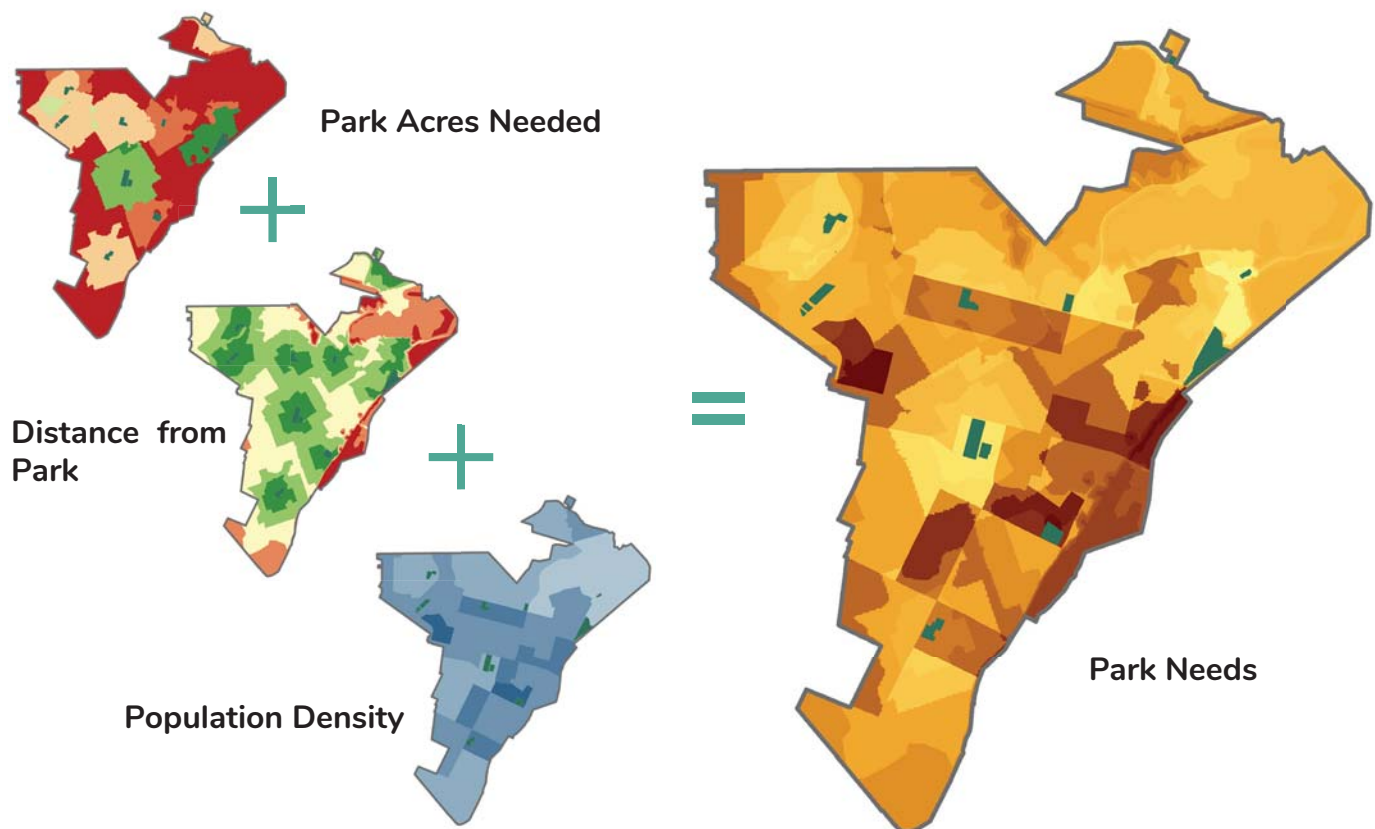 Park Acres Needed
+
Distance from
Park
+
Population Density
=
Park Needs